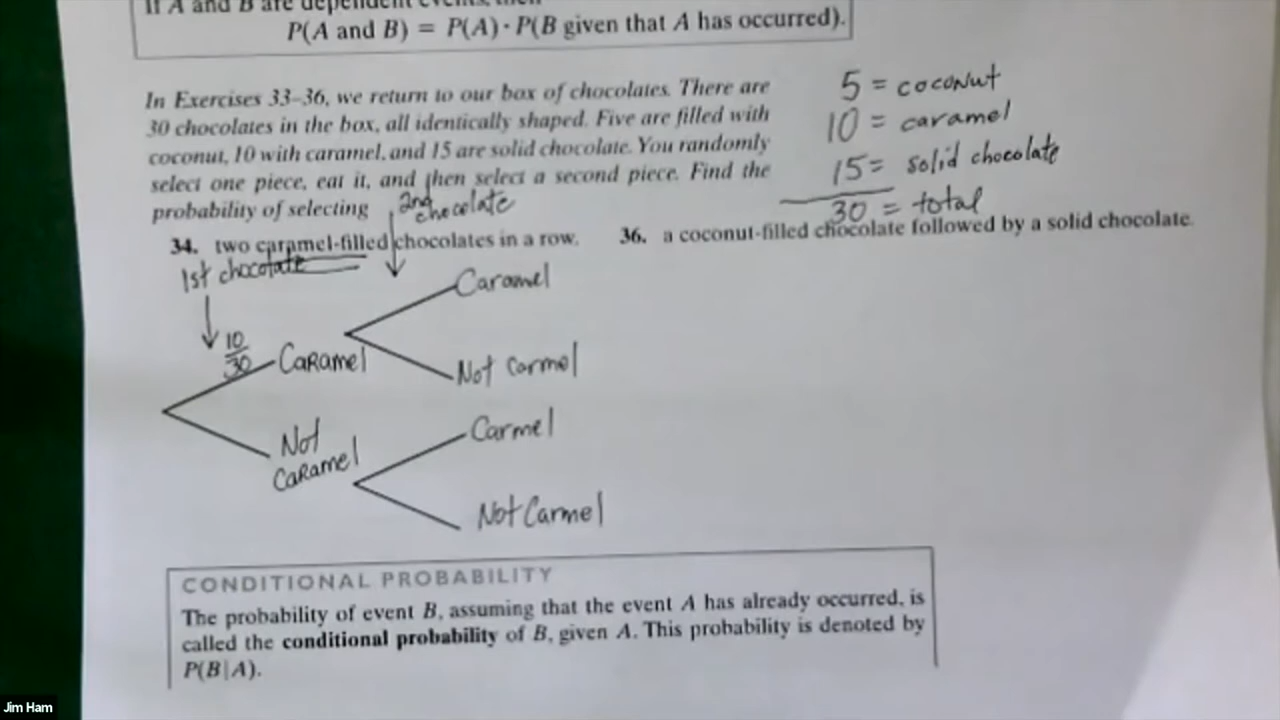 If A and B are dependent events, then
P(A and B) = P(A) · P(B given that A has occurred).
In Exercises 33–36, we return to our box of chocolates. There are
30 chocolates in the box, all identically shaped. Five are filled with
coconut, 10 with caramel, and 15 are solid chocolate. You randomly
select one piece, eat it, and then select a second piece. Find the
probability of selecting
5 = coconut
10 = caramel
15 = solid chocolate
30 = total
2nd
chocolate
34. two caramel-filled chocolates in a row.
36. a coconut-filled chocolate followed by a solid chocolate.
1st chocolate
10
30
Caramel
Not
Caramel
Caramel
Not Carmel
Carmel
Not Carmel
CONDITIONAL PROBABILITY
The probability of event B, assuming that the event A has already occurred, is
called the conditional probability of B, given A. This probability is denoted by
P(B|A).
Jim Ham